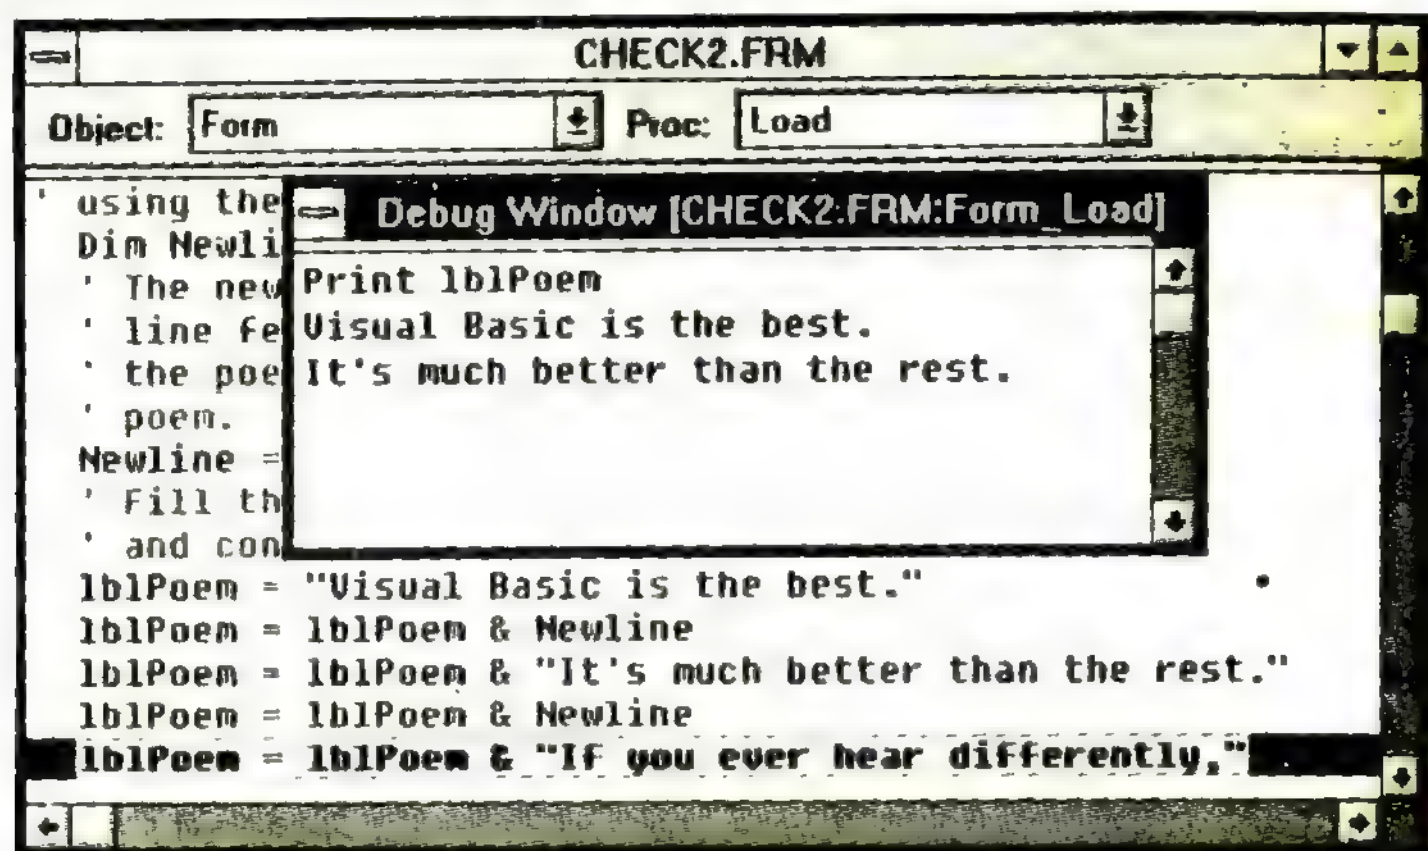 CHECK2.FRM
Object: Form Proc: Load
' using the
Dim Newli
' The new
' line fe
' the poe
' poem.
Newline =
' Fill th
' and con
Debug Window [CHECK2:FRM:Form_Load]
Print lblPoem
Visual Basic is the best.
It's much better than the rest.
lblPoem = "Visual Basic is the best."
lblPoem = lblPoem & Newline
lblPoem = lblPoem & "It's much better than the rest."
lblPoem = lblPoem & Newline
lblPoem = lblPoem & "If you ever hear differently,"